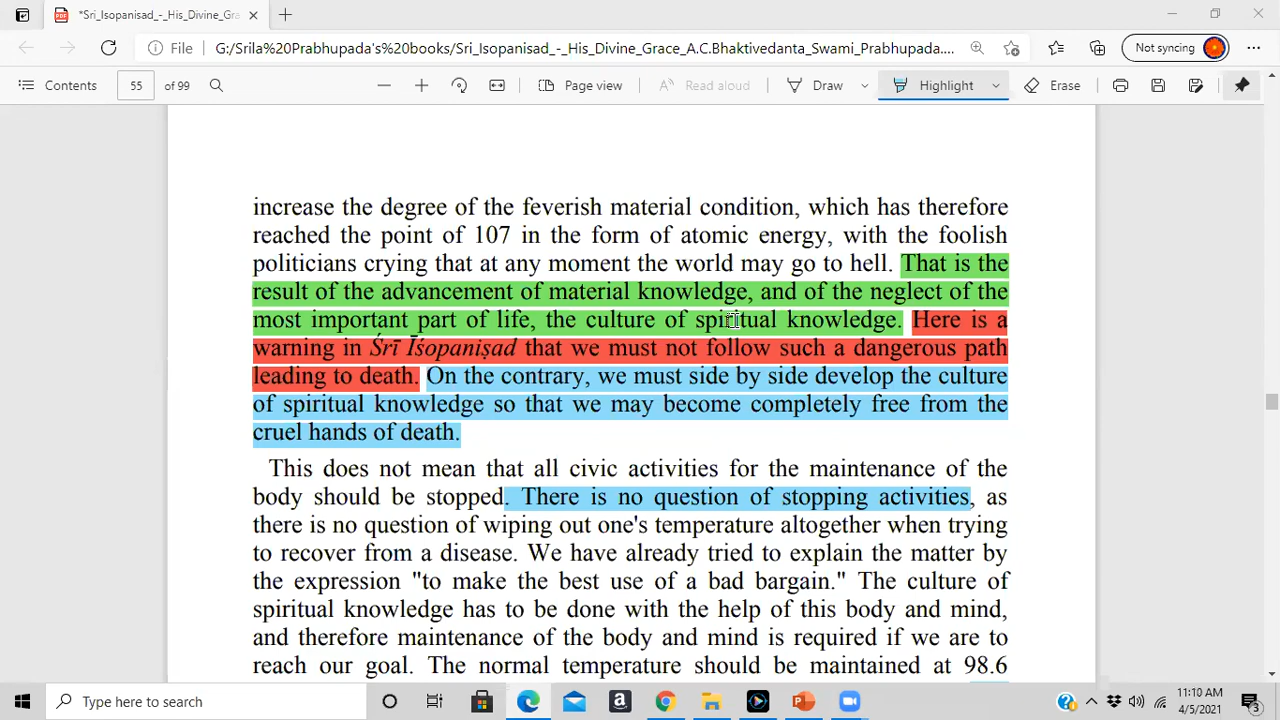 *Sri_Isopanisad_-_His_Divine_Gra
File
G:/Srila%20Prabhupada's%20books/Sri_Isopanisad_-_His_Divine_Grace_A.C.Bhaktivedanta_Swami_Prabhupada....
Not syncing
Contents
55
of 99
Page view
Read aloud
Draw
Highlight
Erase
increase the degree of the feverish material condition, which has therefore
reached the point of 107 in the form of atomic energy, with the foolish
politicians crying that at any moment the world may go to hell. That is the
result of the advancement of material knowledge, and of the neglect of the
most important part of life, the culture of spiritual knowledge. Here is a
warning in Śrī Īśopaniṣad that we must not follow such a dangerous path
leading to death. On the contrary, we must side by side develop the culture
of spiritual knowledge so that we may become completely free from the
cruel hands of death.
This does not mean that all civic activities for the maintenance of the
body should be stopped. There is no question of stopping activities, as
there is no question of wiping out one's temperature altogether when trying
to recover from a disease. We have already tried to explain the matter by
the expression "to make the best use of a bad bargain." The culture of
spiritual knowledge has to be done with the help of this body and mind,
and therefore maintenance of the body and mind is required if we are to
reach our goal. The normal temperature should be maintained at 98.6
Type here to search
11:10 AM
4/5/2021
3